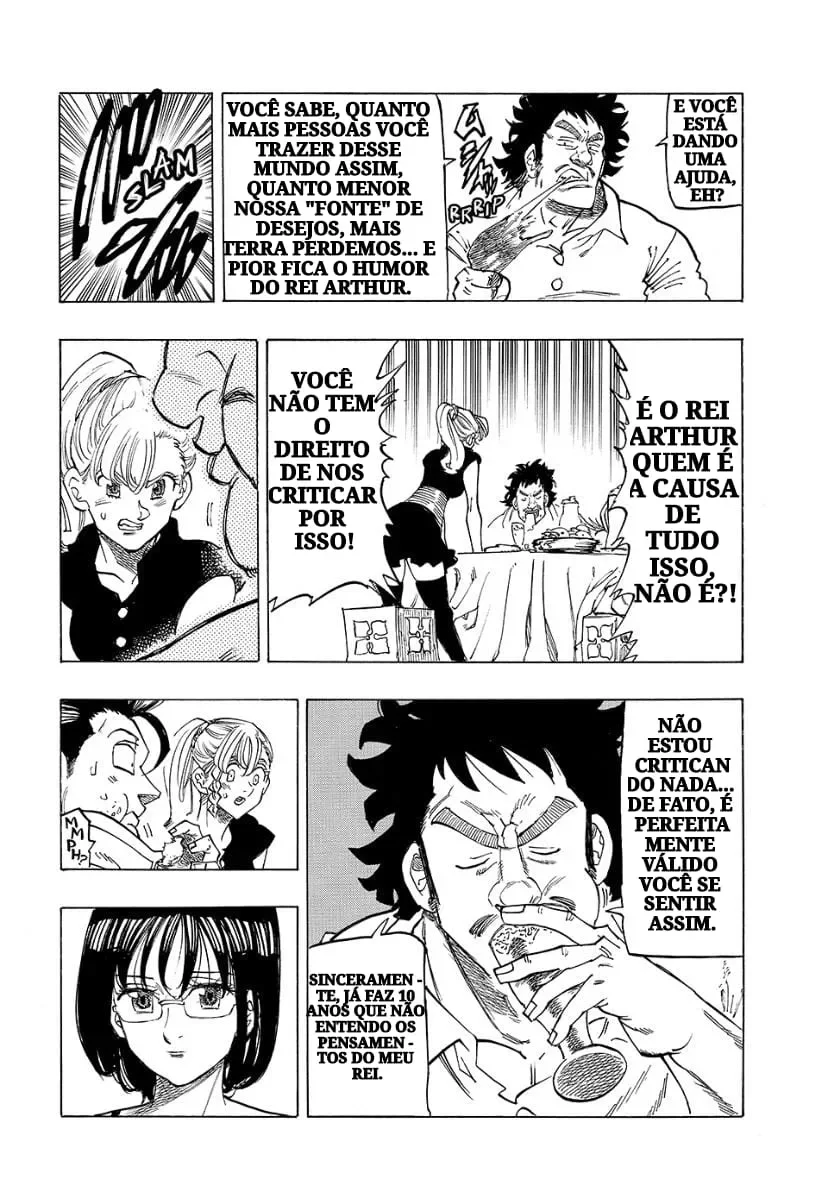 E VOCÊ
ESTÁ
DANDO
UMA
AJUDA,
EH?
RRRIP
VOCÊ SABE, QUANTO
MAIS PESSOAS VOCÊ
TRAZER DESSE
MUNDO ASSIM,
QUANTO MENOR
NOSSA "FONTE" DE
DESEJOS, MAIS
TERRA PERDEMOS... E
PIOR FICA O HUMOR
DO REI ARTHUR.
SLAM
É O REI
ARTHUR
QUEM É
A CAUSA
DE
TUDO
ISSO,
NÃO É?!
VOCÊ
NÃO TEM
O
DIREITO
DE NOS
CRITICAR
POR
ISSO!
NÃO
ESTOU
CRITICAN
DO NADA...
DE FATO, É
PERFEITA
MENTE
VÁLIDO
VOCÊ SE
SENTIR
ASSIM.
SINCERAMEN -
TE, JÁ FAZ 10
ANOS QUE NÃO
ENTENDO OS
PENSAMEN -
TOS DO MEU
REI.
MMPH?